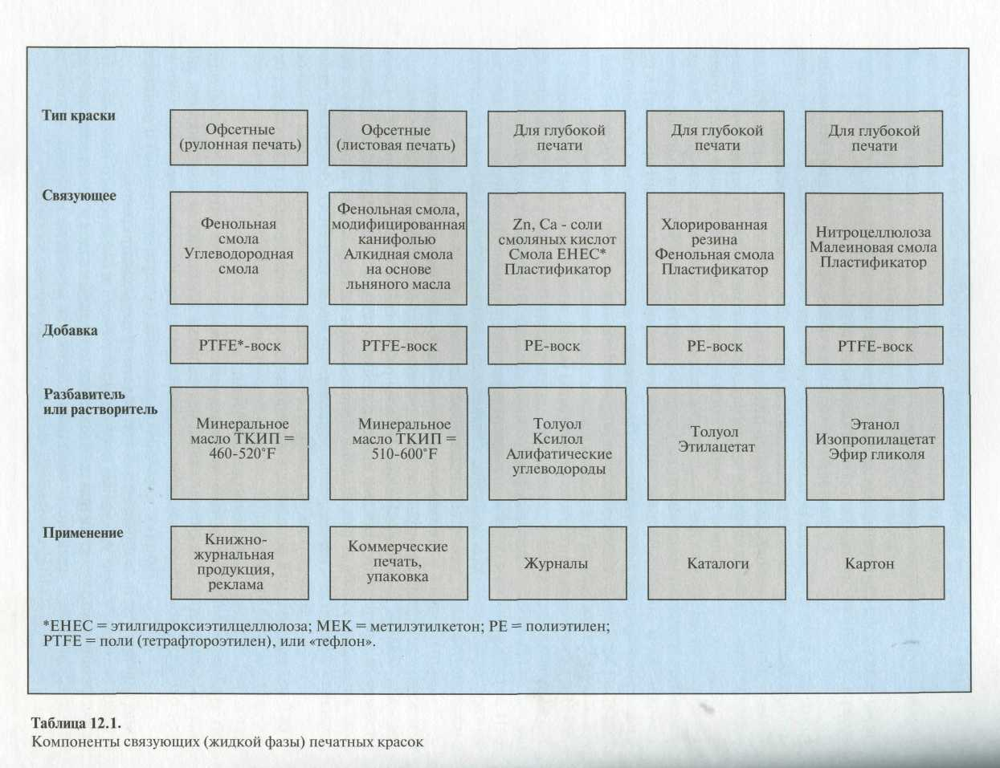 Тип краски
Офсетные
(рулонная печать)
Офсетные
(листовая печать)
Для глубокой
печати
Для глубокой
печати
Для глубокой
печати
Связующее
Фенольная
смола
Углеводородная
смола
Фенольная смола,
модифицированная
канифолью
Алкидная смола
на основе
льняного масла
Zn, Ca - соли
смоляных кислот
Смола EHEC*
Пластификатор
Хлорированная
резина
Фенольная смола
Пластификатор
Нитроцеллюлоза
Малеиновая смола
Пластификатор
Добавка
PTFE*-воск
PTFE-воск
PE-воск
PE-воск
PTFE-воск
Разбавитель
или растворитель
Минеральное
масло ТКИП =
460-520°F
Минеральное
масло ТКИП =
510-600°F
Толуол
Ксилол
Алифатические
углеводороды
Толуол
Этилацетат
Этанол
Изопропилацетат
Эфир гликоля
Применение
Книжно-
журнальная
продукция,
реклама
Коммерческие
печать,
упаковка
Журналы
Каталоги
Картон
*EHEC = этилгидроксиэтилцеллюлоза; MEK = метилэтилкетон; PE = полиэтилен;
PTFE = поли (тетрафтороэтилен), или «тефлон».
Таблица 12.1.
Компоненты связующих (жидкой фазы) печатных красок